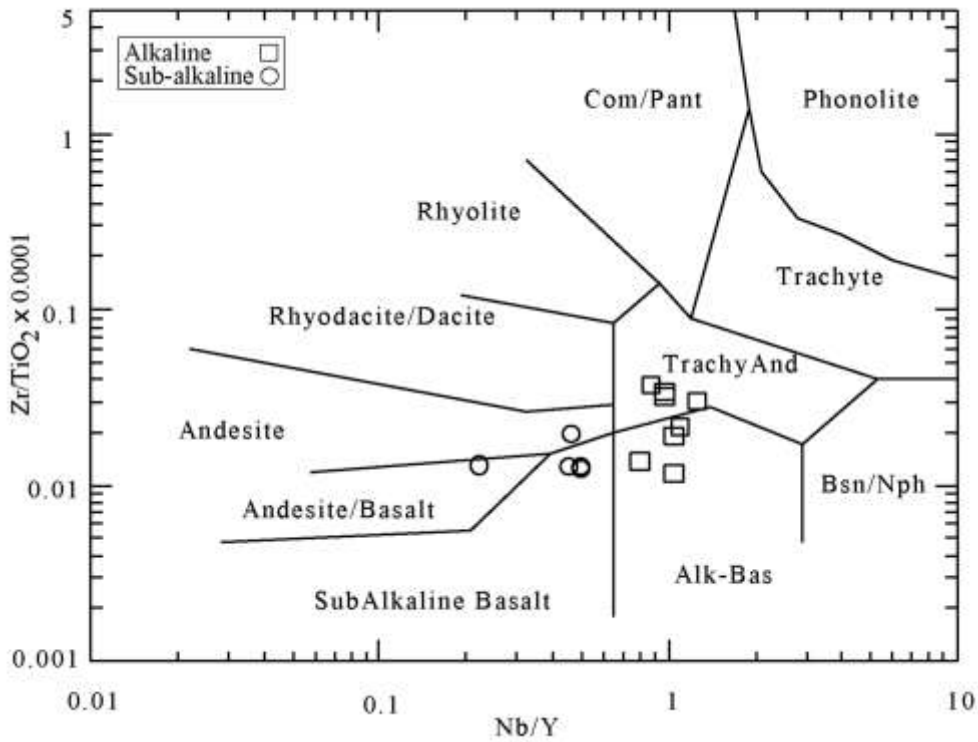 5
Alkaline
Sub-alkaline
Com/Pant
Phonolite
1
Rhyolite
Trachyte
0.1
Rhyodacite/Dacite
TrachyAnd
Andesite
Bsn/Nph
0.01
Andesite/Basalt
Alk-Bas
SubAlkaline Basalt
0.001
Zr/TiO2 x 0.0001
0.01 0.1 1 10
Nb/Y